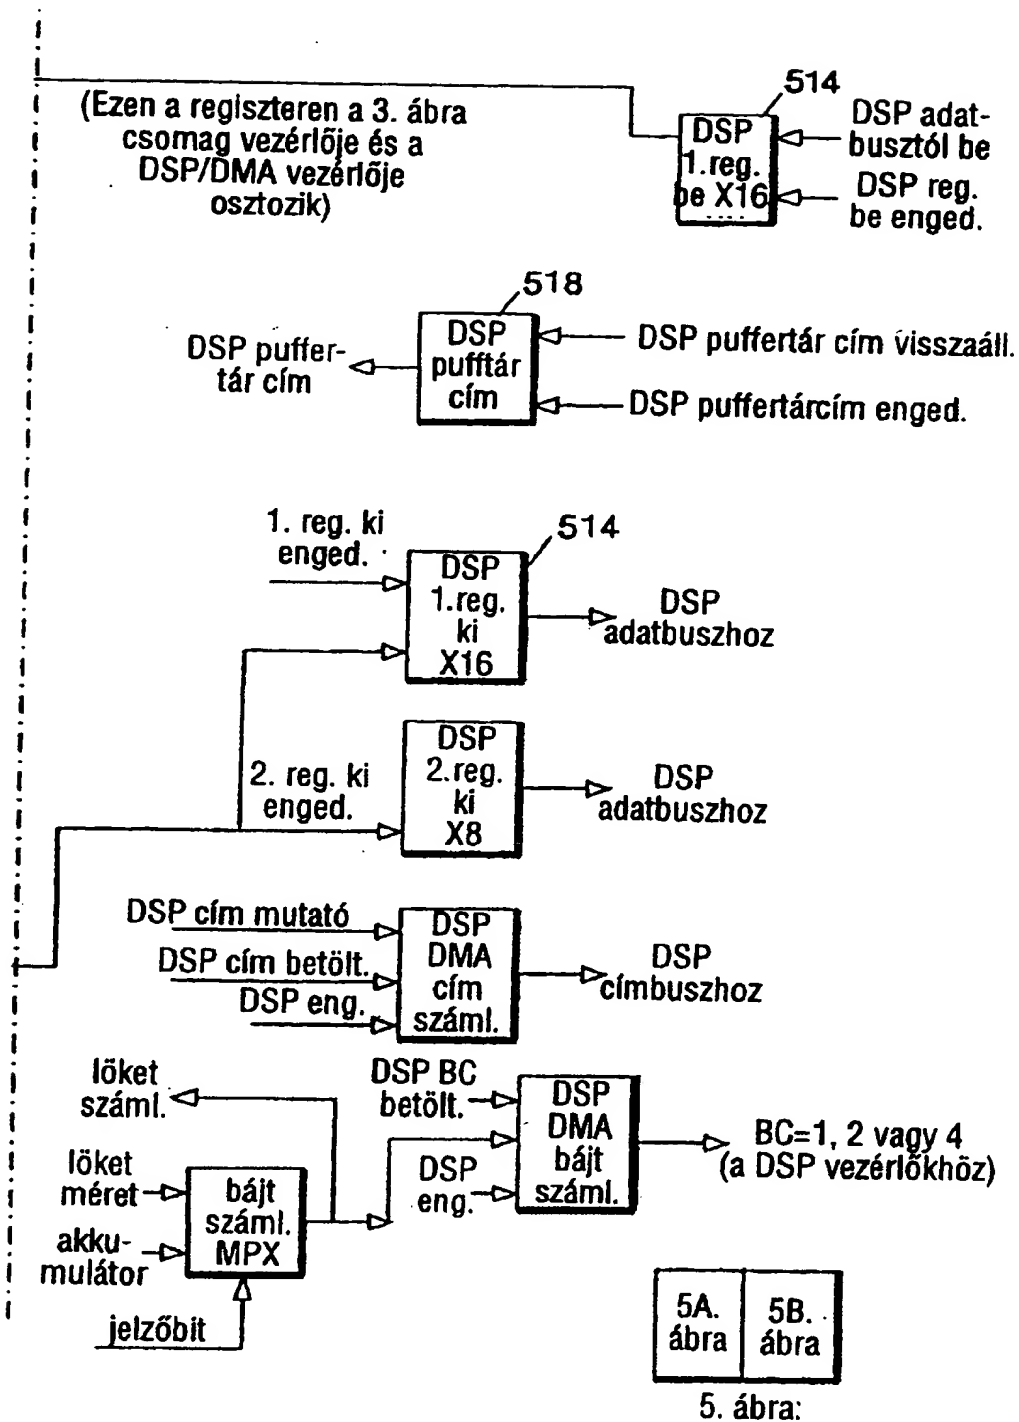 514
(Ezen a regiszteren a 3. ábra
csomag vezérlője és a
DSP/DMA vezérlője
osztozik)
DSP
1.reg.
be X16
DSP adat-
busztól be
DSP reg.
be enged.
518
DSP puffer-
tár cím
DSP
pufftár
cím
DSP puffertár cím visszaáll.
DSP puffertárcím enged.
1. reg. ki
enged.
514
DSP
1.reg.
ki
X16
DSP
adatbuszhoz
2. reg. ki
enged.
DSP
2.reg.
ki
X8
DSP
adatbuszhoz
DSP cím mutató
DSP cím betölt.
DSP eng.
DSP
DMA
cím
száml.
DSP
címbuszhoz
löket
száml.
DSP BC
betölt.
DSP
eng.
DSP
DMA
bájt
száml.
BC=1, 2 vagy 4
(a DSP vezérlőkhöz)
löket
méret
akku-
mulátor
bájt
száml.
MPX
jelzőbit
5A.
ábra
5B.
ábra
5. ábra: